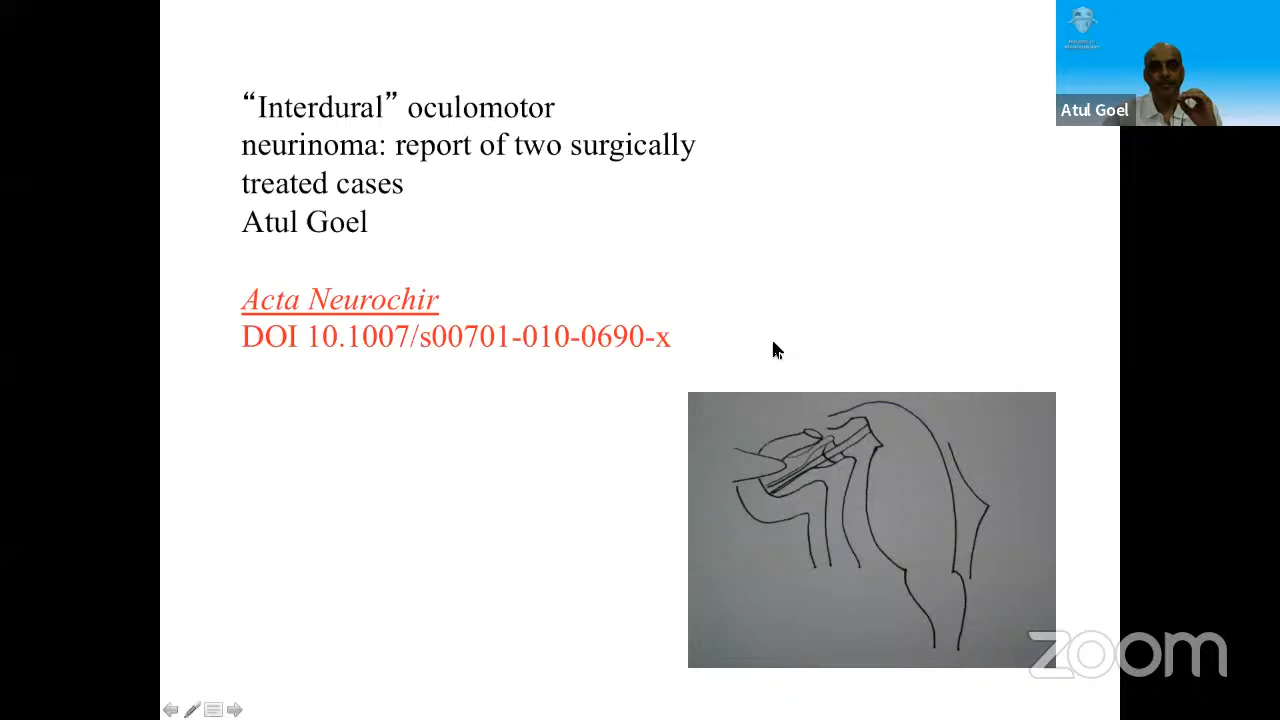 “Interdural” oculomotor
neurinoma: report of two surgically
treated cases
Atul Goel
Acta Neurochir
DOI 10.1007/s00701-010-0690-x
Atul Goel
zoom